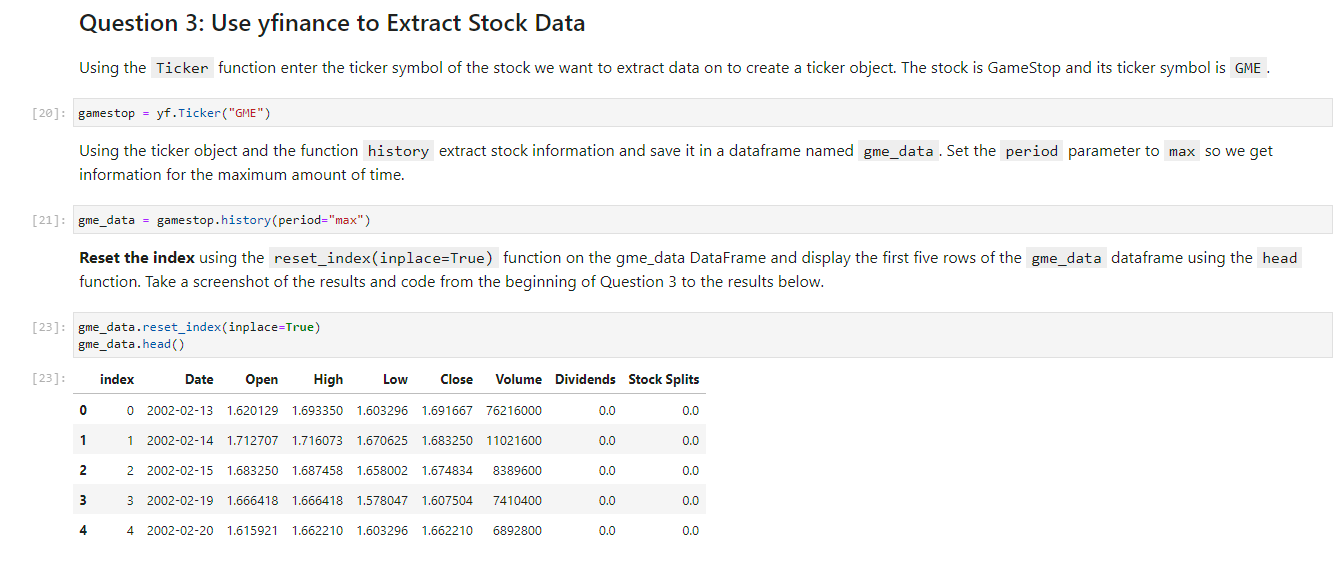 Question 3: Use yfinance to Extract Stock Data
Using the Ticker function enter the ticker symbol of the stock we want to extract data on to create a ticker object. The stock is GameStop and its ticker symbol is GME .
[20]: gamestop = yf.Ticker("GME")
Using the ticker object and the function history extract stock information and save it in a dataframe named gme_data . Set the period parameter to max so we get
information for the maximum amount of time.
[21]: gme_data = gamestop.history(period="max")
Reset the index using the reset_index(inplace=True) function on the gme_data DataFrame and display the first five rows of the gme_data dataframe using the head
function. Take a screenshot of the results and code from the beginning of Question 3 to the results below.
[23]: gme_data.reset_index(inplace=True)
gme_data.head()
[23]: index Date Open High Low Close Volume Dividends Stock Splits
0 0 2002-02-13 1.620129 1.693350 1.603296 1.691667 76216000 0.0 0.0
1 1 2002-02-14 1.712707 1.716073 1.670625 1.683250 11021600 0.0 0.0
2 2 2002-02-15 1.683250 1.687458 1.658002 1.674834 8389600 0.0 0.0
3 3 2002-02-19 1.666418 1.666418 1.578047 1.607504 7410400 0.0 0.0
4 4 2002-02-20 1.615921 1.662210 1.603296 1.662210 6892800 0.0 0.0